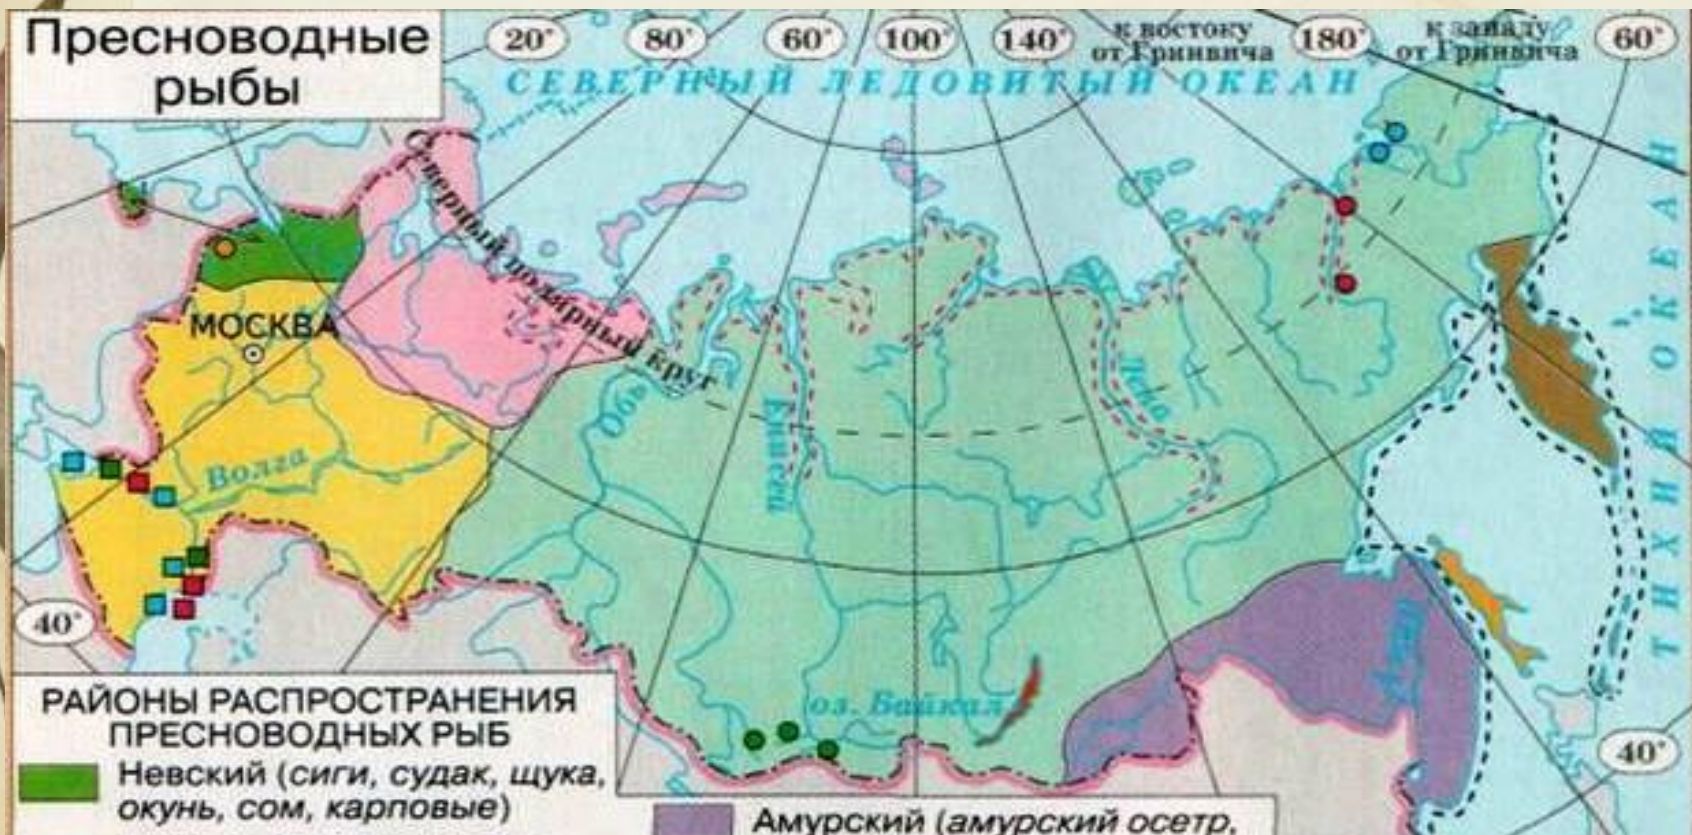 Пресноводные
рыбы
20°
80°
60°
100°
140°
к востоку
от Гринвича
180°
к западу
от Гринвича
60°
СЕВЕРНЫЙ ЛЕДОВИТЫЙ ОКЕАН
Северный полярный круг
МОСКВА
Волга
Обь
Енисей
Лена
Амур
оз. Байкал
ТИХИЙ ОКЕАН
40°
40°
РАЙОНЫ РАСПРОСТРАНЕНИЯ
ПРЕСНОВОДНЫХ РЫБ
Невский (сиги, судак, щука,
окунь, сом, карповые)
Амурский (амурский осетр,